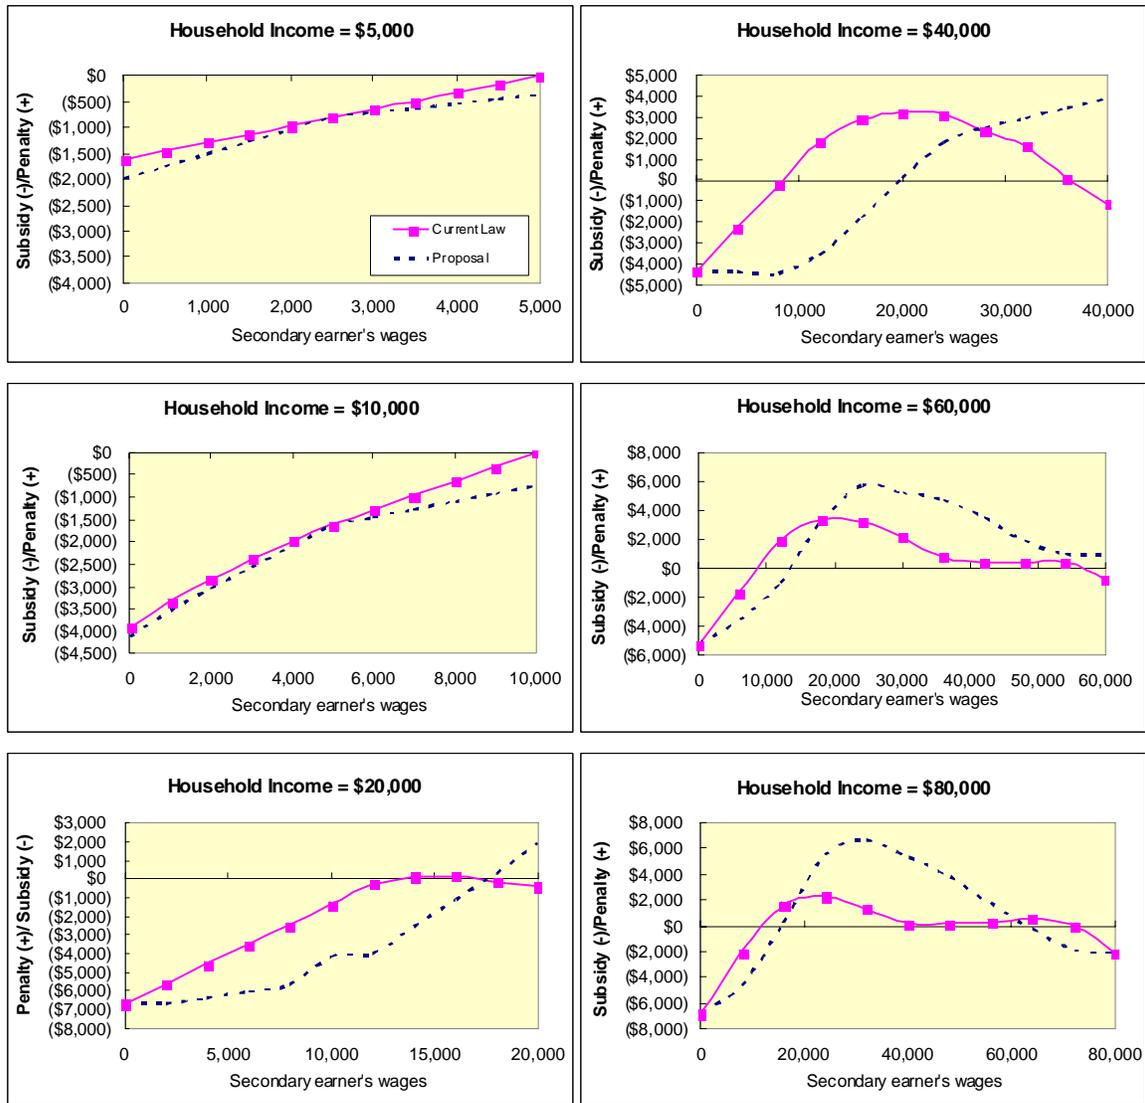 Household Income = $5,000
Subsidy (-)/Penalty (+)
$0
($500)
($1,000)
($1,500)
($2,000)
($2,500)
($3,000)
($3,500)
($4,000)
Current Law
Proposal
0 1,000 2,000 3,000 4,000 5,000
Secondary earner's wages
Household Income = $40,000
Subsidy (-)/Penalty (+)
$5,000
$4,000
$3,000
$2,000
$1,000
$0
($1,000)
($2,000)
($3,000)
($4,000)
($5,000)
0 10,000 20,000 30,000 40,000
Secondary earner's wages
Household Income = $10,000
Subsidy (-)/Penalty (+)
$0
($500)
($1,000)
($1,500)
($2,000)
($2,500)
($3,000)
($3,500)
($4,000)
($4,500)
0 2,000 4,000 6,000 8,000 10,000
Secondary earner's wages
Household Income = $60,000
Subsidy (-)/Penalty (+)
$8,000
$6,000
$4,000
$2,000
$0
($2,000)
($4,000)
($6,000)
0 10,000 20,000 30,000 40,000 50,000 60,000
Secondary earner's wages
Household Income = $20,000
Penalty (+)/ Subsidy (-)
$3,000
$2,000
$1,000
$0
($1,000)
($2,000)
($3,000)
($4,000)
($5,000)
($6,000)
($7,000)
($8,000)
0 5,000 10,000 15,000 20,000
Secondary earner's wages
Household Income = $80,000
Subsidy (-)/Penalty (+)
$8,000
$6,000
$4,000
$2,000
$0
($2,000)
($4,000)
($6,000)
($8,000)
0 20,000 40,000 60,000 80,000
Secondary earner's wages